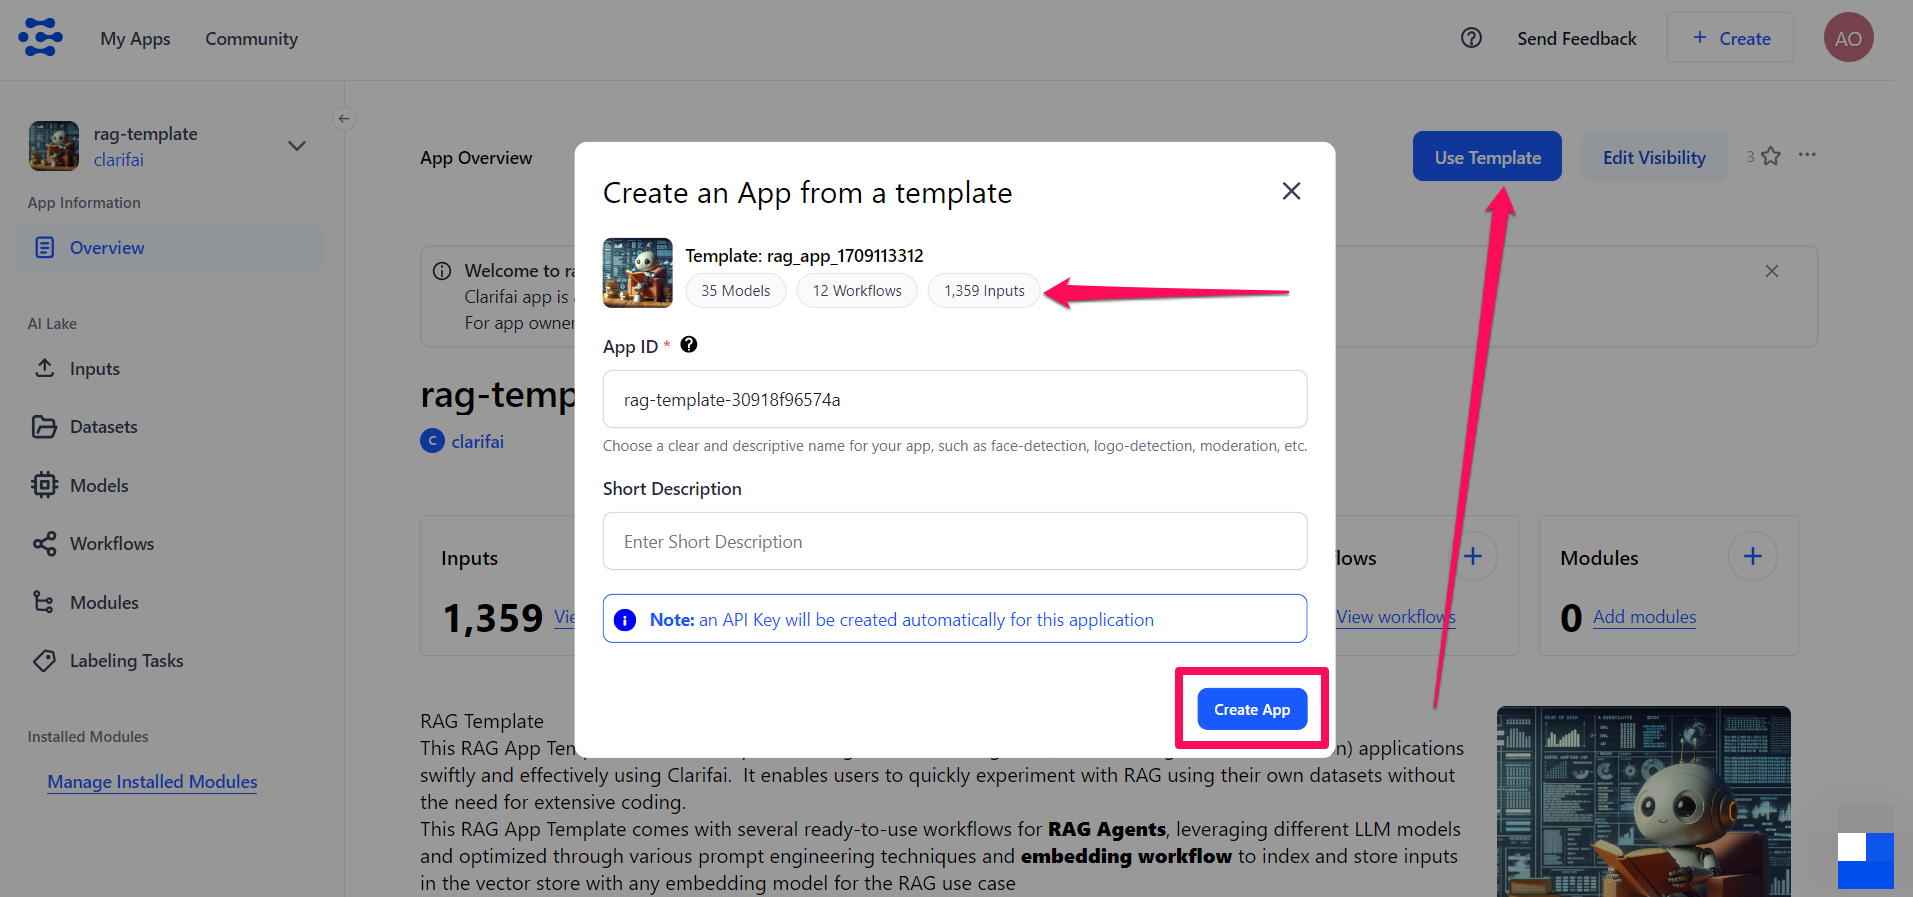 My Apps
Community
Send Feedback
+ Create
AO
rag-template
clarifai
App Information
Overview
AI Lake
Inputs
Datasets
Models
Workflows
Modules
Labeling Tasks
Installed Modules
Manage Installed Modules
App Overview
Use Template
Edit Visibility
3
Welcome to ra
Clarifai app is
For app owner
rag-temp
C clarifai
Inputs
1,359 Vie
Create an App from a template
Template: rag_app_1709113312
35 Models
12 Workflows
1,359 Inputs
App ID *
rag-template-30918f96574a
Choose a clear and descriptive name for your app, such as face-detection, logo-detection, moderation, etc.
Short Description
Enter Short Description
Note: an API Key will be created automatically for this application
Create App
lows
View workflows
Modules
0 Add modules
RAG Template
This RAG App Tem n) applications
swiftly and effectively using Clarifai. It enables users to quickly experiment with RAG using their own datasets without
the need for extensive coding.
This RAG App Template comes with several ready-to-use workflows for RAG Agents, leveraging different LLM models
and optimized through various prompt engineering techniques and embedding workflow to index and store inputs
in the vector store with any embedding model for the RAG use case